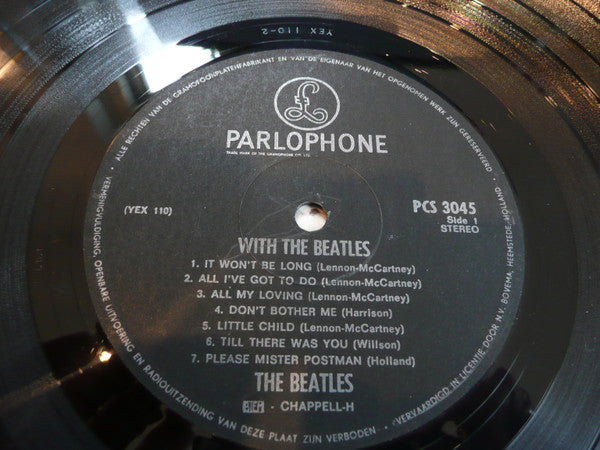 YEX 110-2
ALLE RECHTEN VAN DE GRAMOFOONPLATENFABRIKANT EN VAN DE EIGENAAR VAN HET OPGENOMEN WERK ZIJN GERESERVEERD ·
£
PARLOPHONE
TRADE MARK OF THE GRAMOPHONE CO. LTD.
(YEX 110)
PCS 3045
Side 1
STEREO
WITH THE BEATLES
1. IT WON'T BE LONG (Lennon-McCartney)
2. ALL I'VE GOT TO DO (Lennon-McCartney)
3. ALL MY LOVING (Lennon-McCartney)
4. DON'T BOTHER ME (Harrison)
5. LITTLE CHILD (Lennon-McCartney)
6. TILL THERE WAS YOU (Willson)
7. PLEASE MISTER POSTMAN (Holland)
THE BEATLES
BIEM - CHAPPELL-H
VERMENIGVULDIGING, OPENBARE UITVOERING EN RADIOUITZENDING VAN DEZE PLAAT ZIJN VERBODEN ·
(VERVAARDIGD IN LICENTIE DOOR N.V. BOVEMA, HEEMSTEDE, HOLLAND)